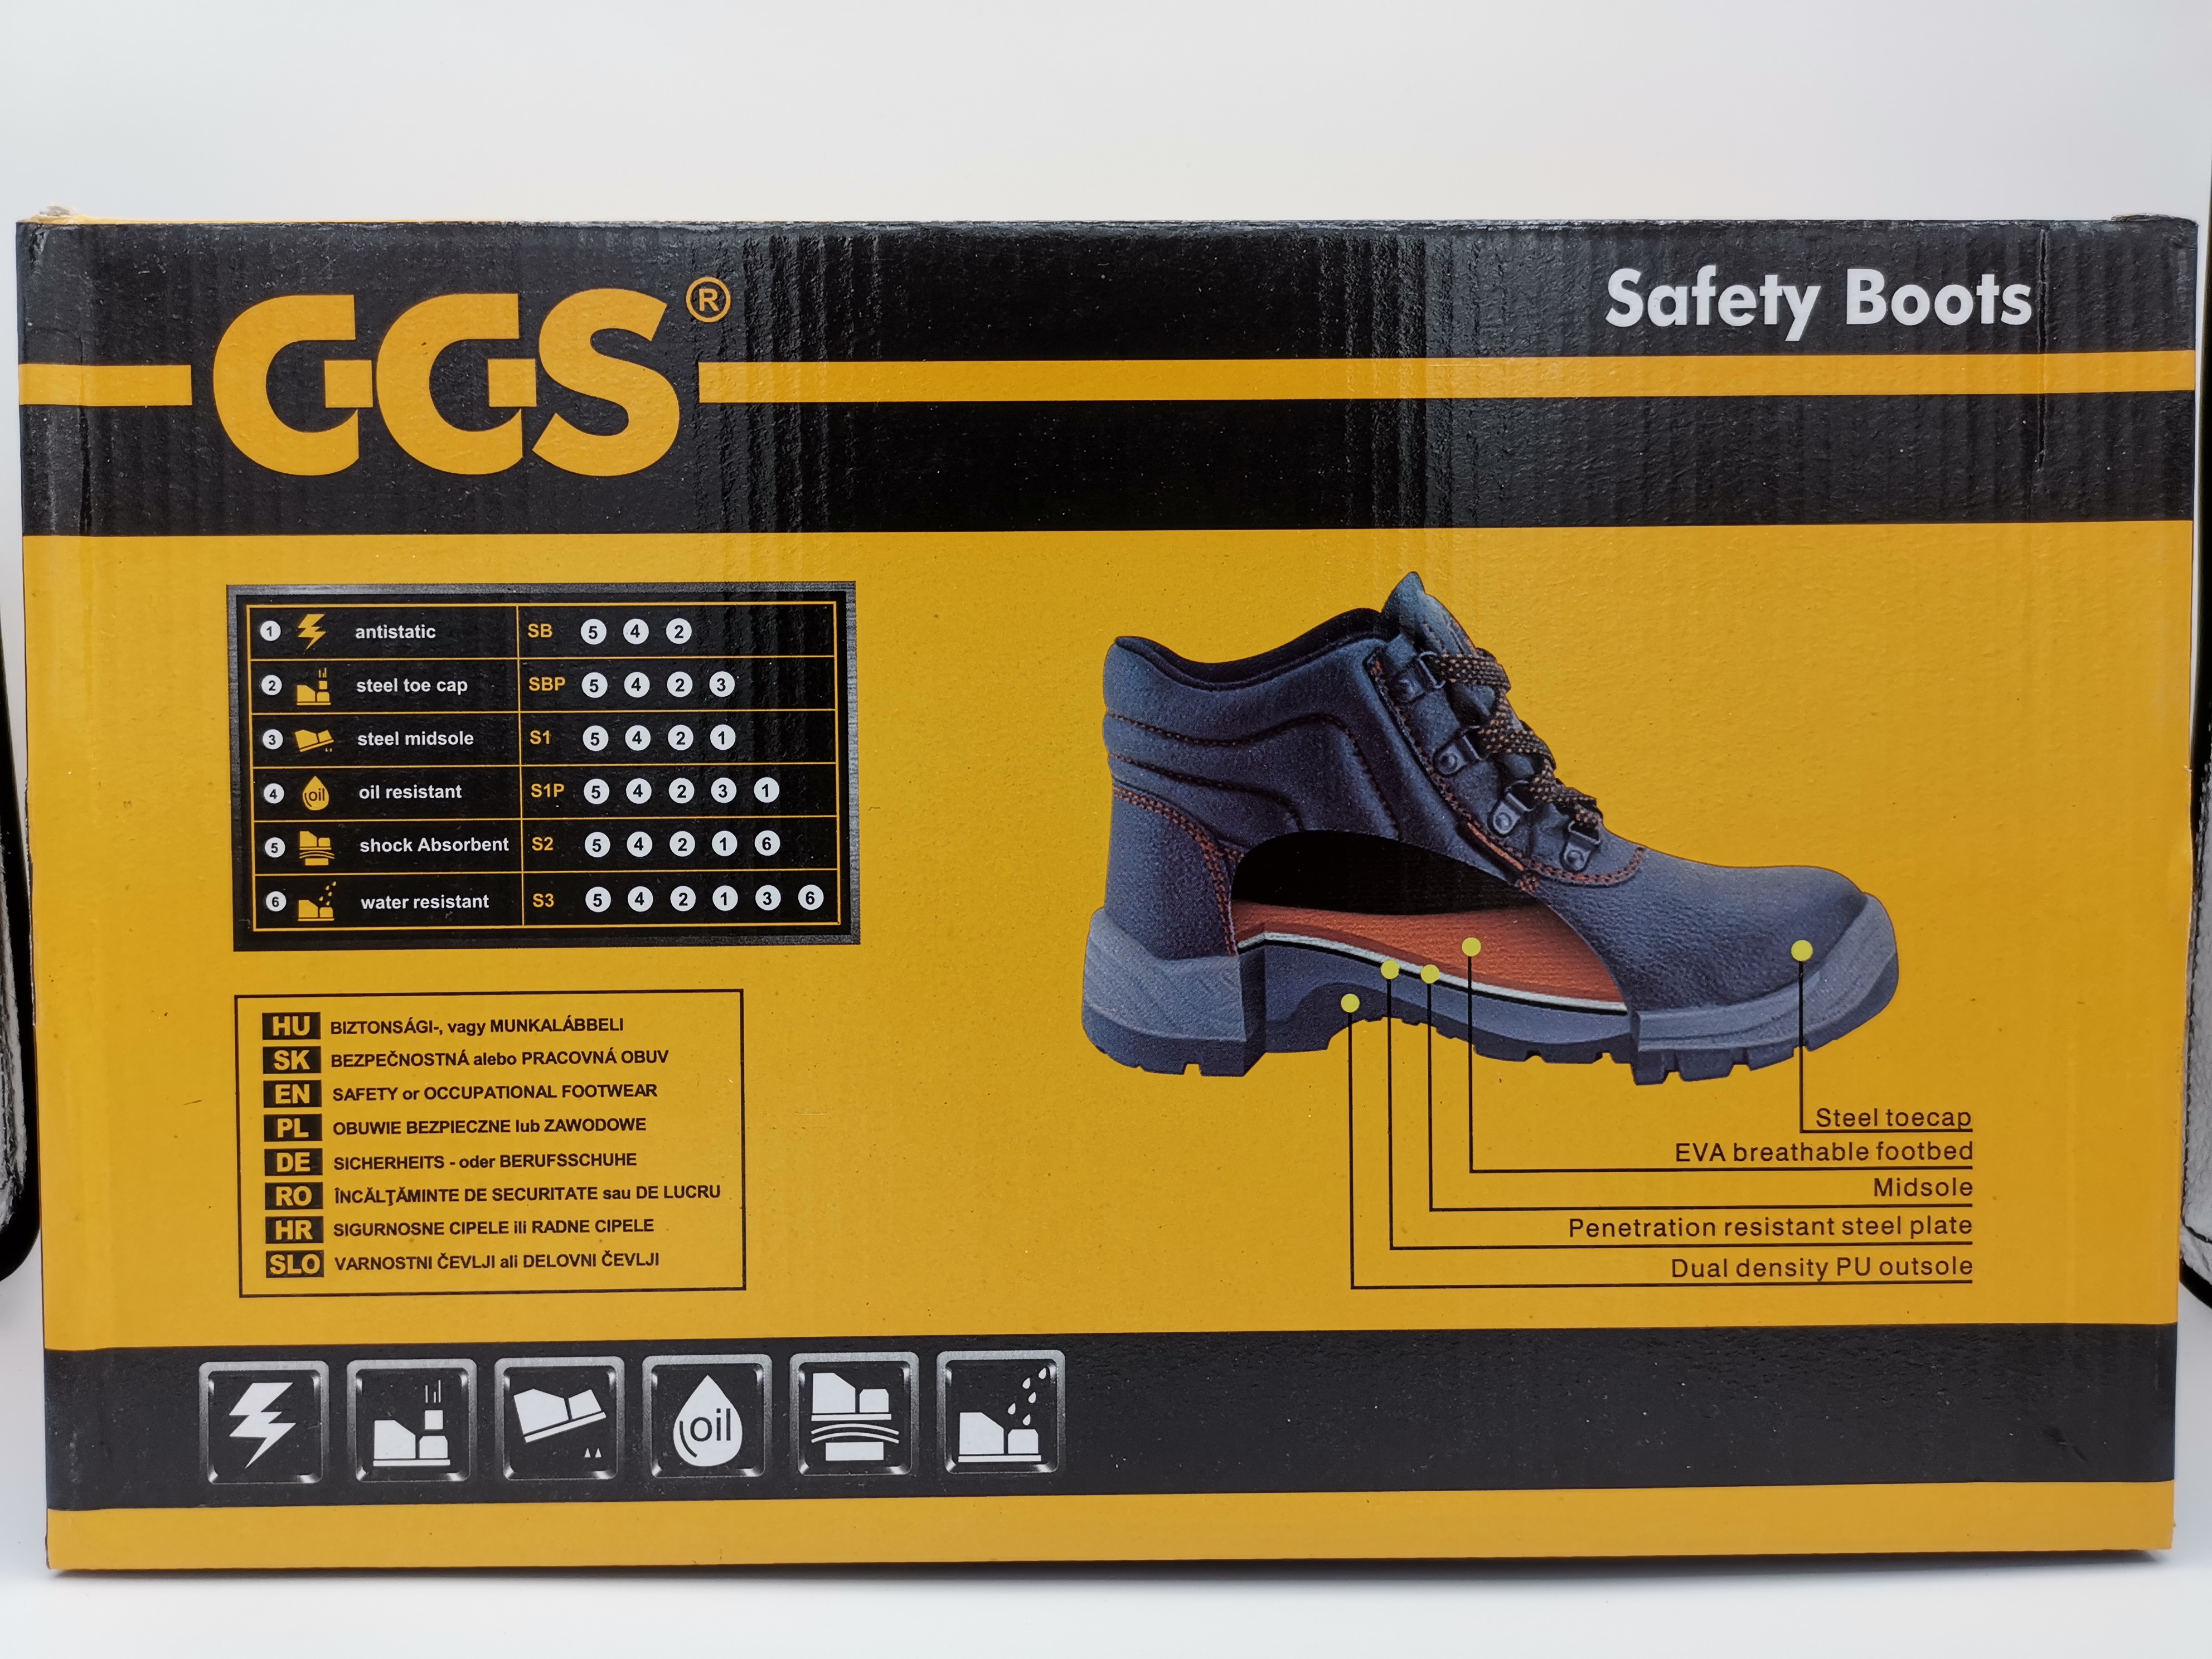 GGS®
Safety Boots
1 antistatic SB 5 4 2
2 steel toe cap SBP 5 4 2 3
3 steel midsole S1 5 4 2 1
4 oil oil resistant S1P 5 4 2 3 1
5 shock Absorbent S2 5 4 2 1 6
6 water resistant S3 5 4 2 1 3 6
HU BIZTONSÁGI-, vagy MUNKALÁBBELI
SK BEZPEČNOSTNÁ alebo PRACOVNÁ OBUV
EN SAFETY or OCCUPATIONAL FOOTWEAR
PL OBUWIE BEZPIECZNE lub ZAWODOWE
DE SICHERHEITS - oder BERUFSSCHUHE
RO ÎNCĂLŢĂMINTE DE SECURITATE sau DE LUCRU
HR SIGURNOSNE CIPELE ili RADNE CIPELE
SLO VARNOSTNI ČEVLJI ali DELOVNI ČEVLJI
Steel toecap
EVA breathable footbed
Midsole
Penetration resistant steel plate
Dual density PU outsole
oil